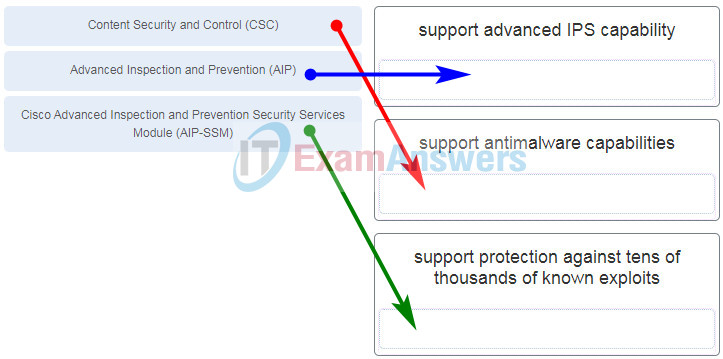 Content Security and Control (CSC)
Advanced Inspection and Prevention (AIP)
Cisco Advanced Inspection and Prevention Security Services
Module (AIP-SSM)
support advanced IPS capability
support antimalware capabilities
support protection against tens of
thousands of known exploits
IT ExamAnswers